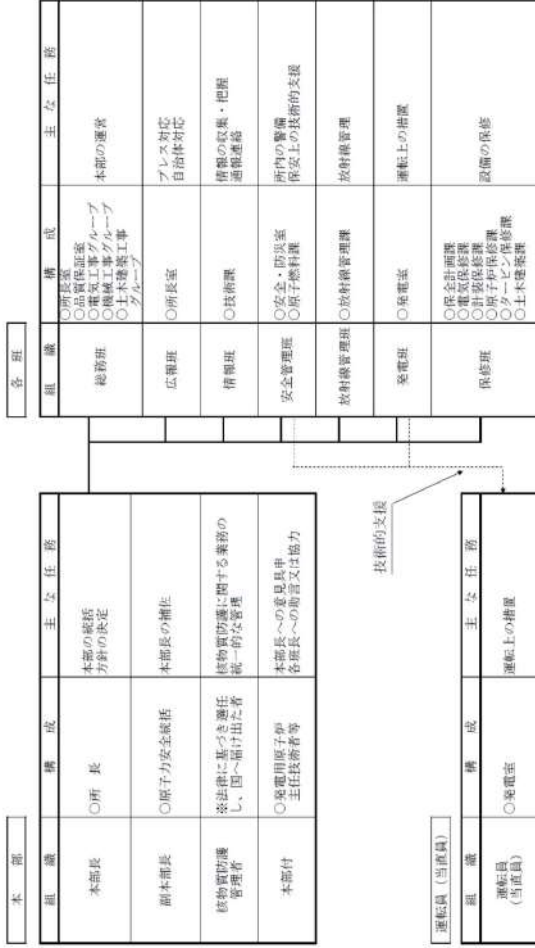 本 部
組 織 構 成 主 な 任 務
本部長 ○所 長 本部の統括
方針の決定
副本部長 ○原子力安全統括 本部長の補佐
核物質防護
管理者
※法律に基づき選任
し、国へ届け出た者
核物質防護に関する業務の
統一的な管理
本部付
○発電用原子炉
主任技術者等
本部長への意見具申
各班長への助言又は協力
運転員(当直員)
組 織 構 成 主 な 任 務
運転員
(当直員)
○発電室 運転上の措置
技術的支援
各 班
組 織 構 成 主 な 任 務
総務班
○所長室
○品質保証室
○電気工事グループ
○機械工事グループ
○土木建築工事
グループ
本部の運営
広報班 ○所長室 プレス対応
自治体対応
情報班 ○技術課 情報の収集・把握
通報連絡
安全管理班
○安全・防災室
○原子燃料課
所内の警備
保安上の技術的支援
放射線管理班 ○放射線管理課 放射線管理
発電班 ○発電室 運転上の措置
保修班
○保全計画課
○電気保修課
○計装保修課
○原子炉保修課
○タービン保修課
○土木建築課
設備の保修